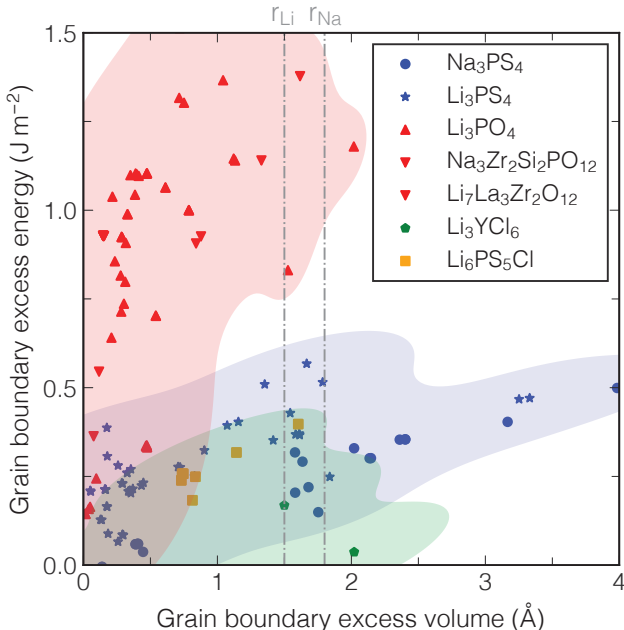 r_Li r_Na
1.5
1.0
0.5
0.0
Grain boundary excess energy (J m⁻²)
Na₃PS₄
Li₃PS₄
Li₃PO₄
Na₃Zr₂Si₂PO₁₂
Li₇La₃Zr₂O₁₂
Li₃YCl₆
Li₆PS₅Cl
0 1 2 3 4
Grain boundary excess volume (Å)